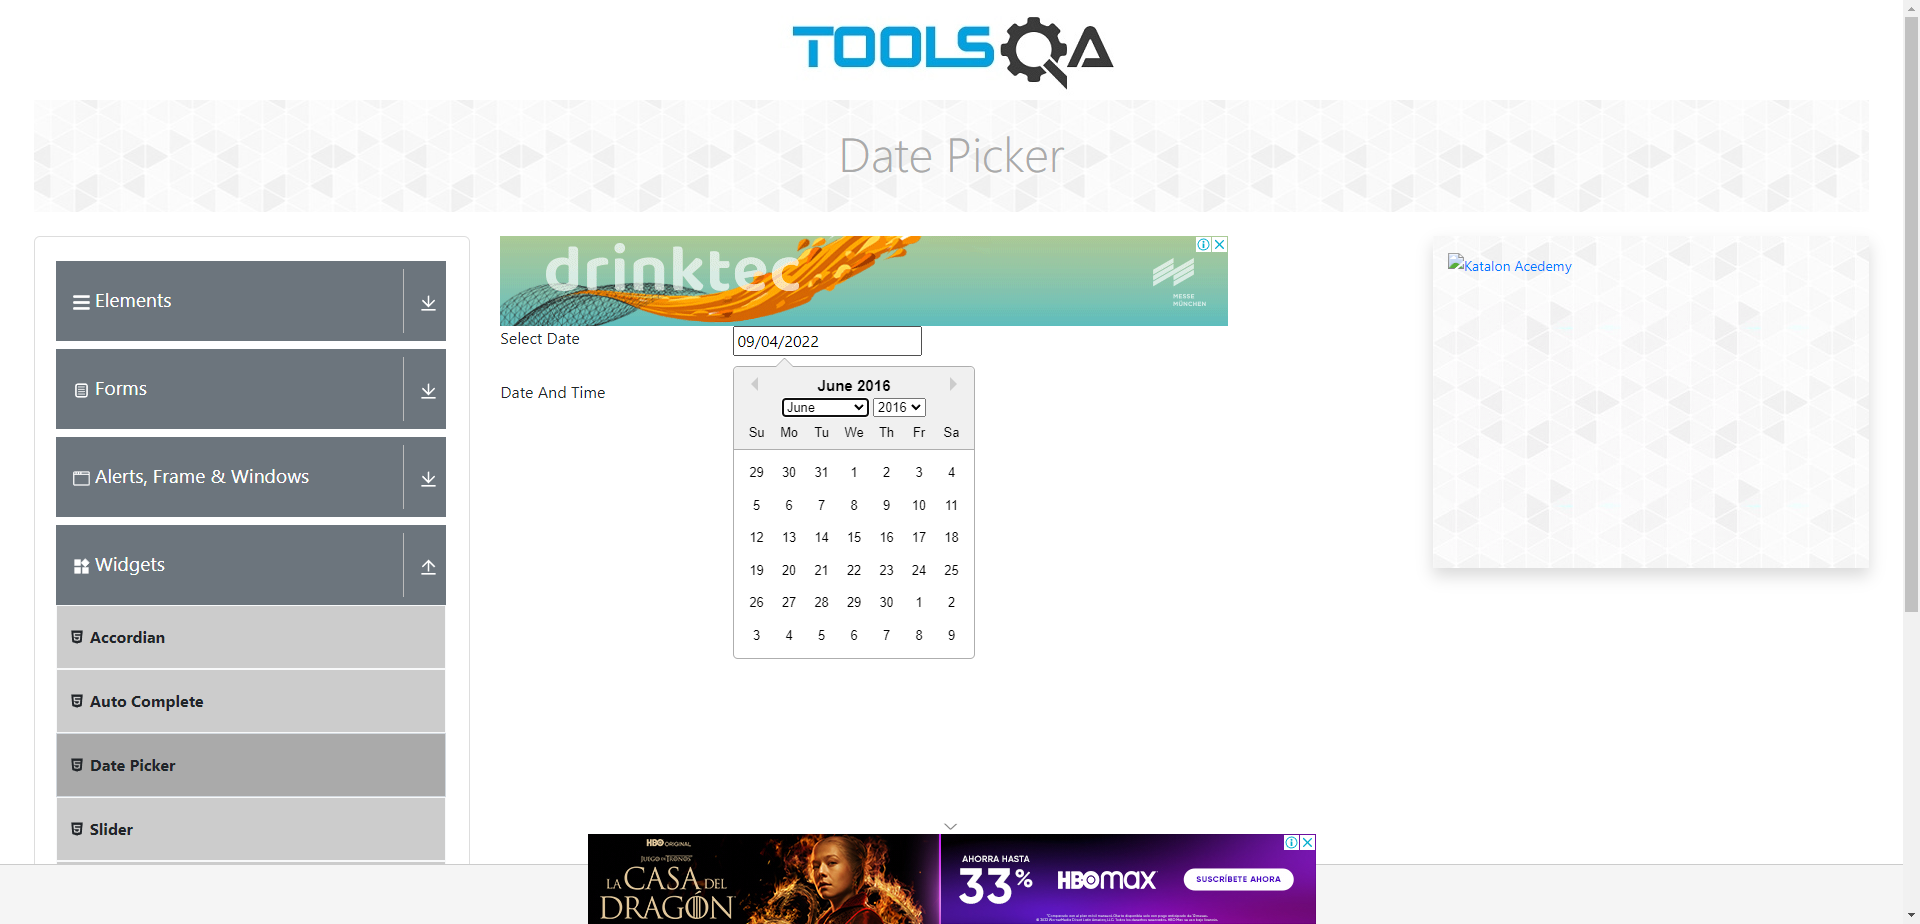 TOOLSQA
Date Picker
Elements
Forms
Alerts, Frame & Windows
Widgets
Accordian
Auto Complete
Date Picker
Slider
drinktec
MESSE
MÜNCHEN
Select Date
09/04/2022
Date And Time
June 2016
June 2016
Su Mo Tu We Th Fr Sa
29 30 31 1 2 3 4
5 6 7 8 9 10 11
12 13 14 15 16 17 18
19 20 21 22 23 24 25
26 27 28 29 30 1 2
3 4 5 6 7 8 9
Katalon Acedemy
HBO ORIGINAL
JUEGO DE TRONOS
LA CASA DEL
DRAGÓN
AHORRA HASTA
33%
HBOMAX
SUSCRÍBETE AHORA